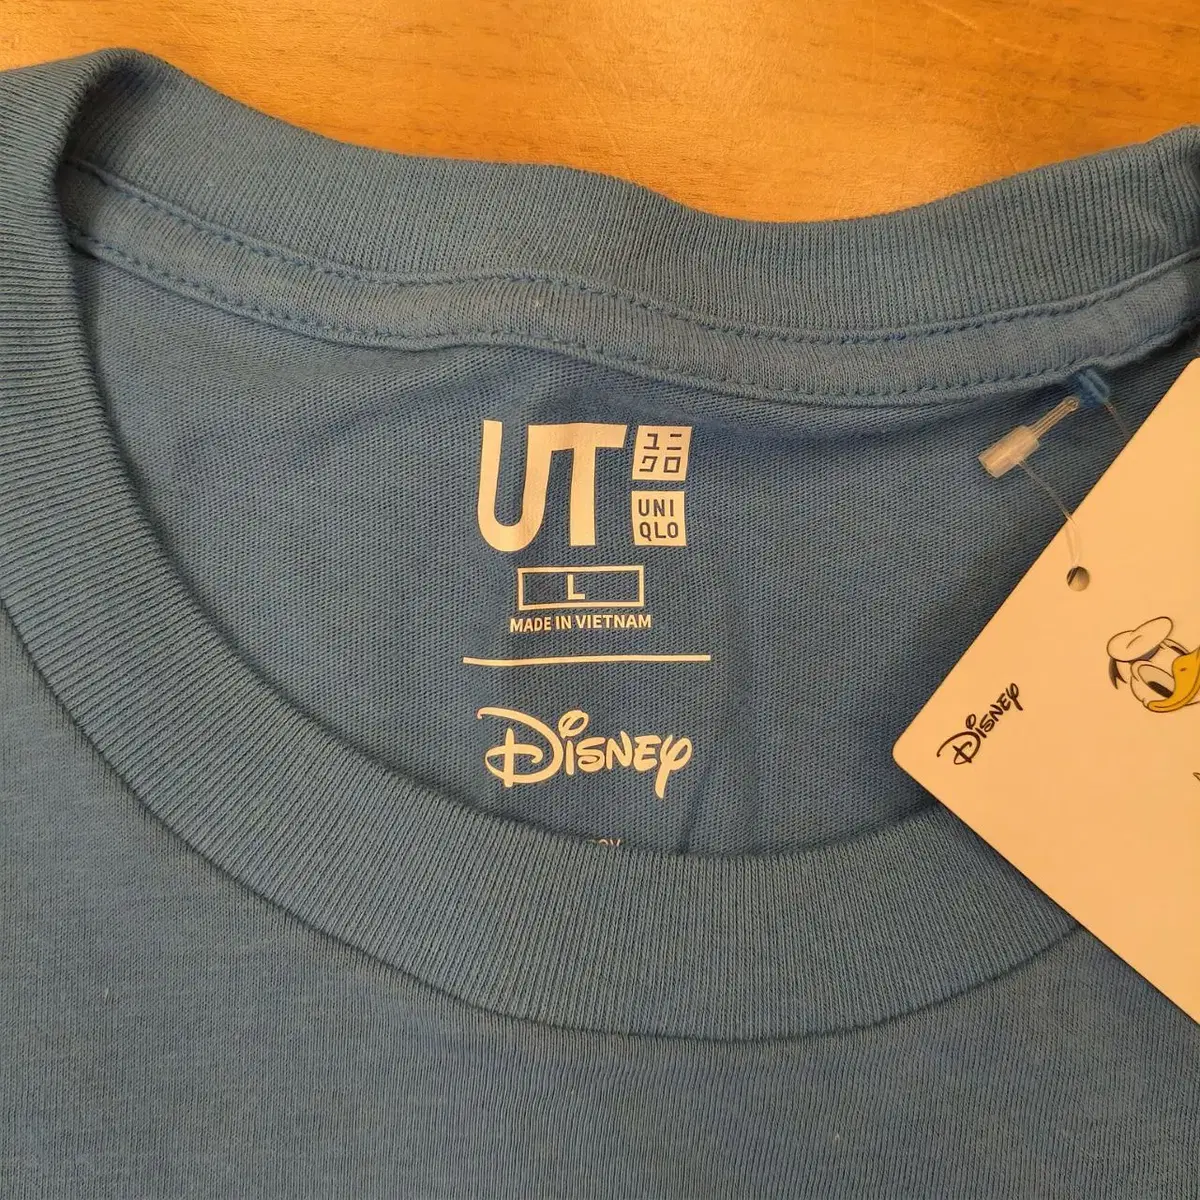 UT
ユニ
クロ
UNI
QLO
L
MADE IN VIETNAM
Disney
Disney